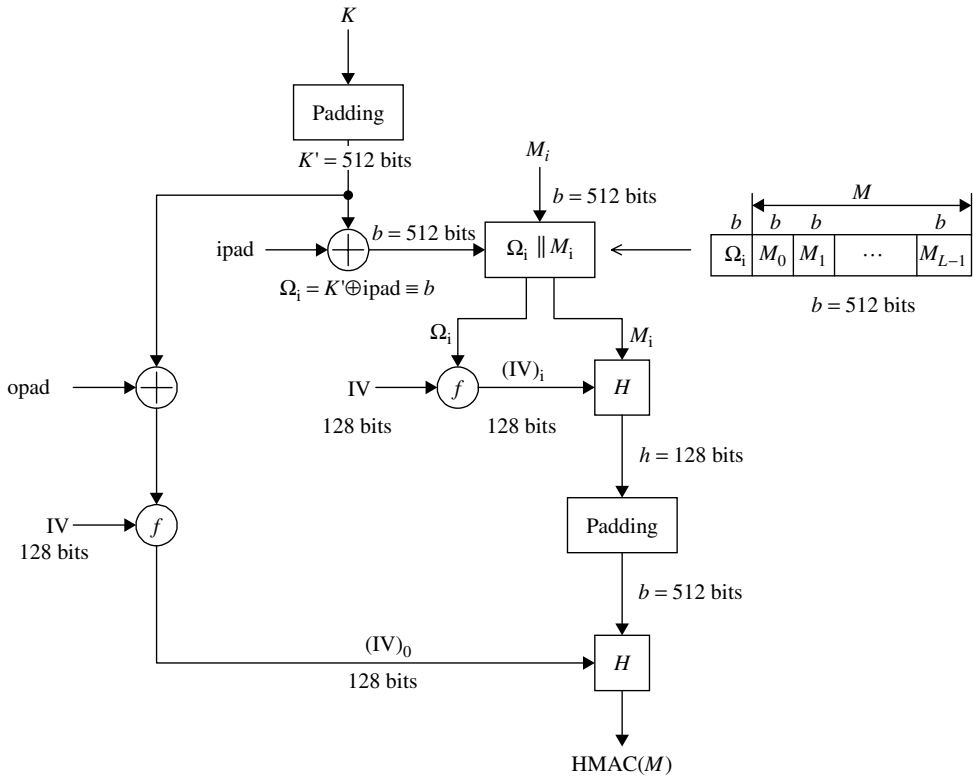 K
Padding
K' = 512 bits
M_i
b = 512 bits
M
b b b b
ipad
b = 512 bits
Ω_i ∥ M_i
Ω_i M_0 M_1 ⋯ M_{L−1}
Ω_i = K'⊕ipad ≡ b
b = 512 bits
Ω_i
M_i
opad
IV
f
(IV)_i
H
128 bits
128 bits
h = 128 bits
IV
f
Padding
128 bits
b = 512 bits
(IV)_0
H
128 bits
HMAC(M)